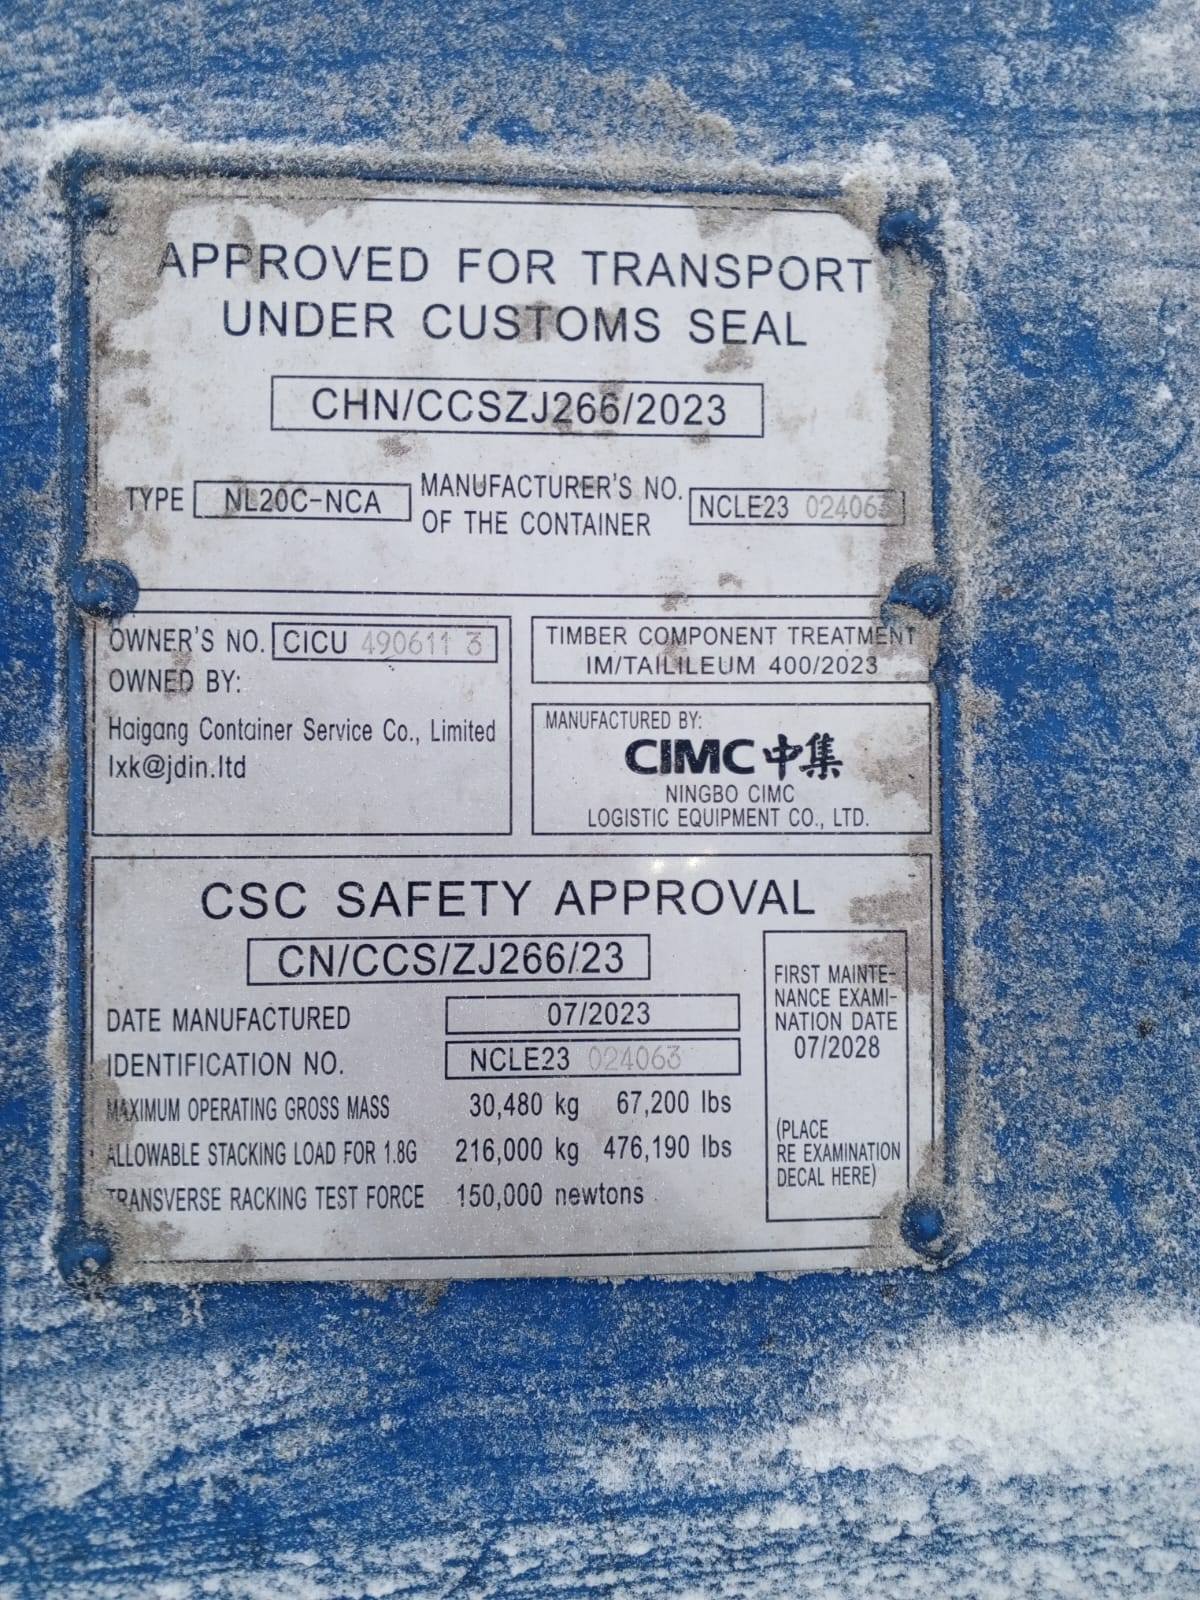 APPROVED FOR TRANSPORT
UNDER CUSTOMS SEAL
CHN/CCSZJ266/2023
TYPE NL20C-NCA MANUFACTURER'S NO. OF THE CONTAINER NCLE23 024063
OWNER'S NO. CICU 490611 3
OWNED BY:
Haigang Container Service Co., Limited
lxk@jdin.ltd
TIMBER COMPONENT TREATMENT
IM/TAILILEUM 400/2023
MANUFACTURED BY:
CIMC 中集
NINGBO CIMC
LOGISTIC EQUIPMENT CO., LTD.
CSC SAFETY APPROVAL
CN/CCS/ZJ266/23
DATE MANUFACTURED 07/2023
IDENTIFICATION NO. NCLE23 024063
MAXIMUM OPERATING GROSS MASS 30,480 kg 67,200 lbs
ALLOWABLE STACKING LOAD FOR 1.8G 216,000 kg 476,190 lbs
TRANSVERSE RACKING TEST FORCE 150,000 newtons
FIRST MAINTE-
NANCE EXAMI-
NATION DATE
07/2028
(PLACE
RE EXAMINATION
DECAL HERE)